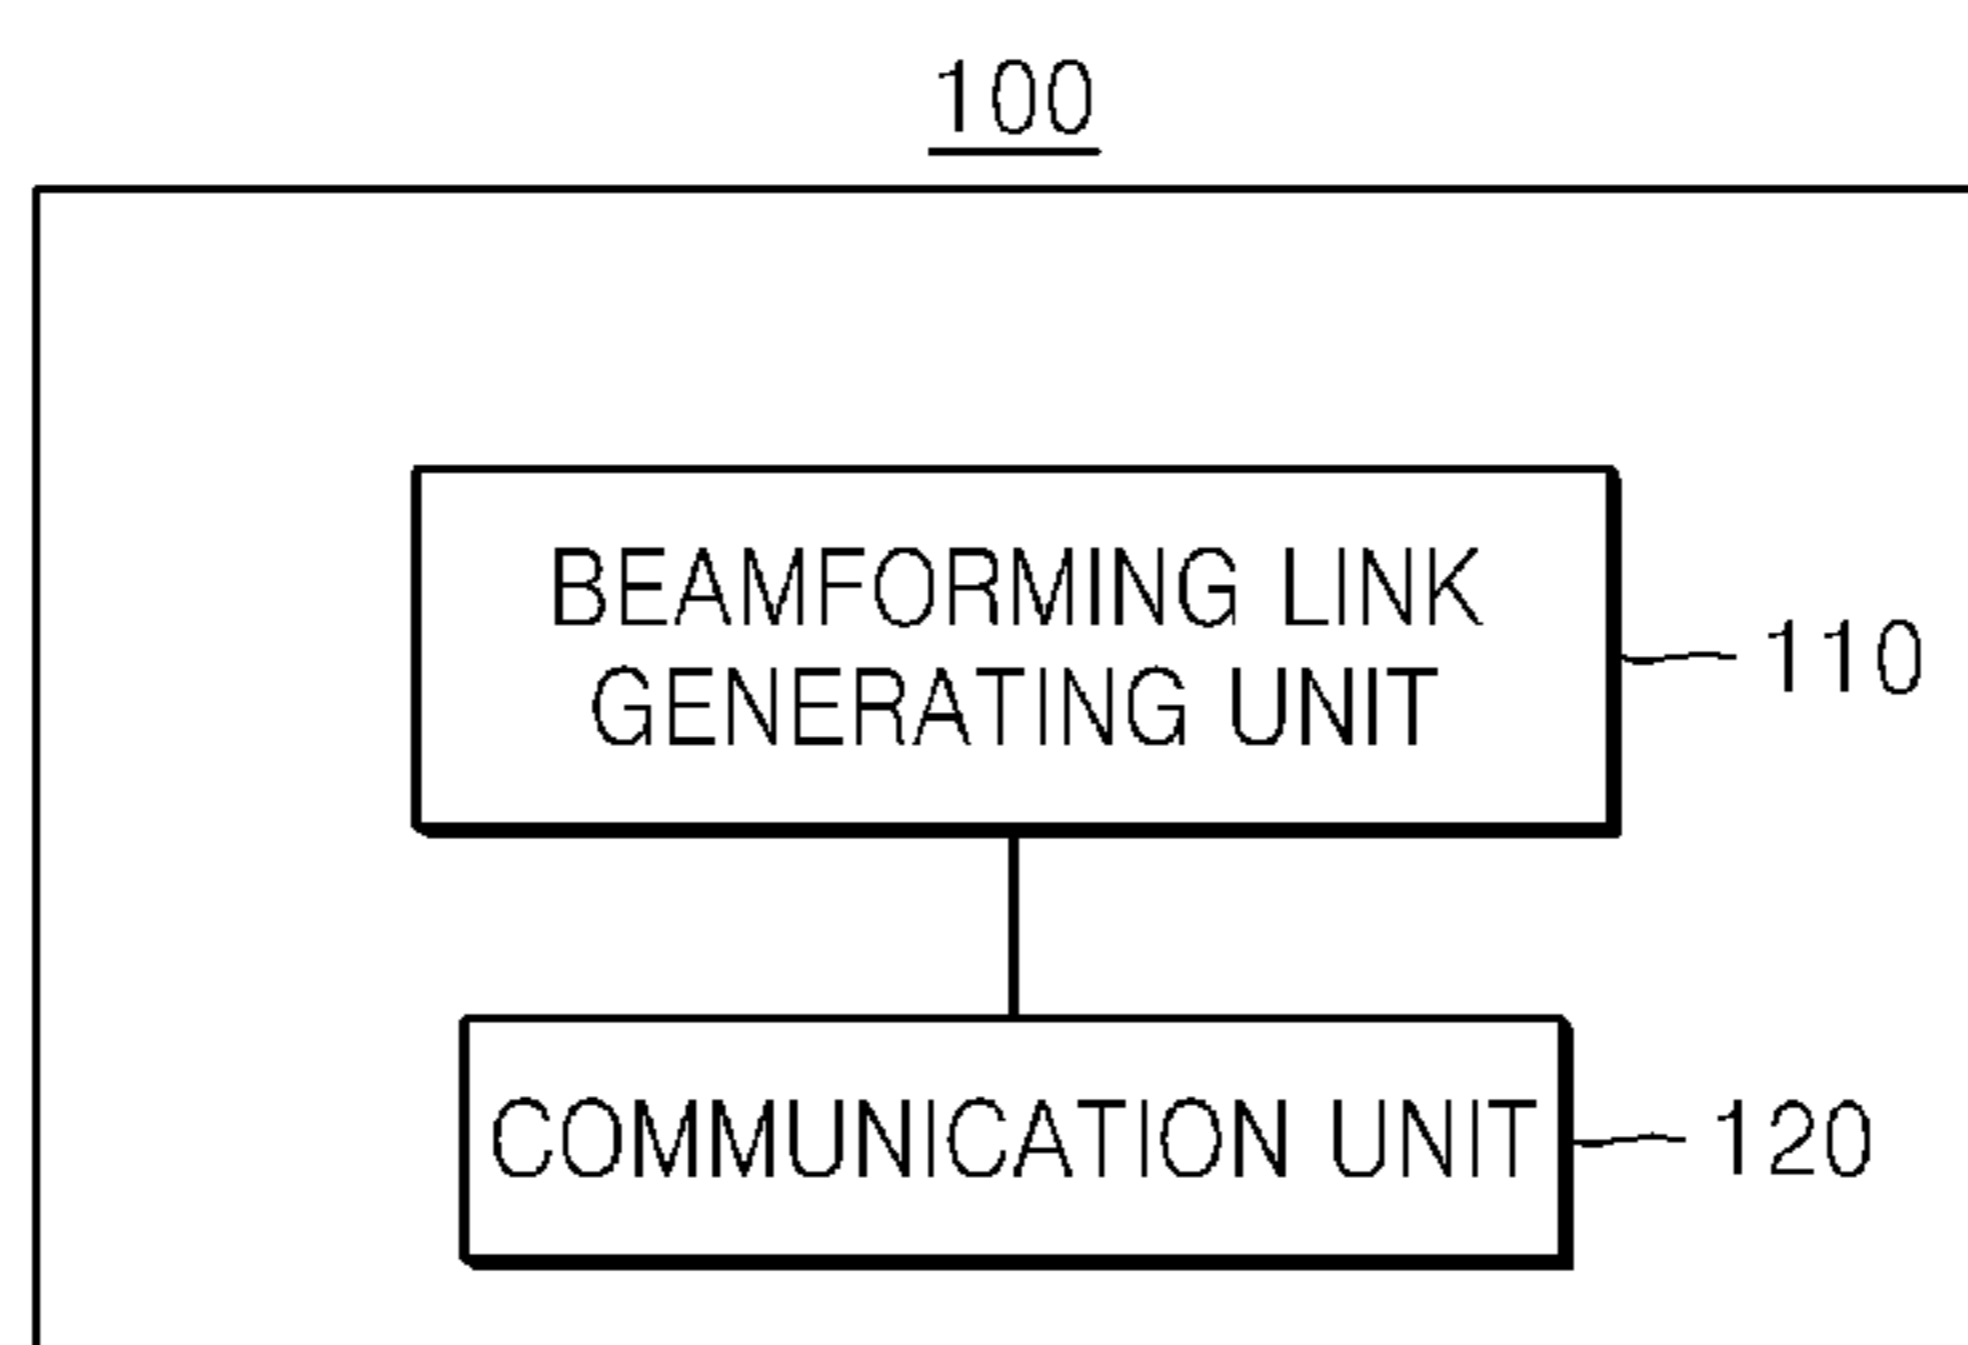 100
BEAMFORMING LINK
GENERATING UNIT
110
COMMUNICATION UNIT
120